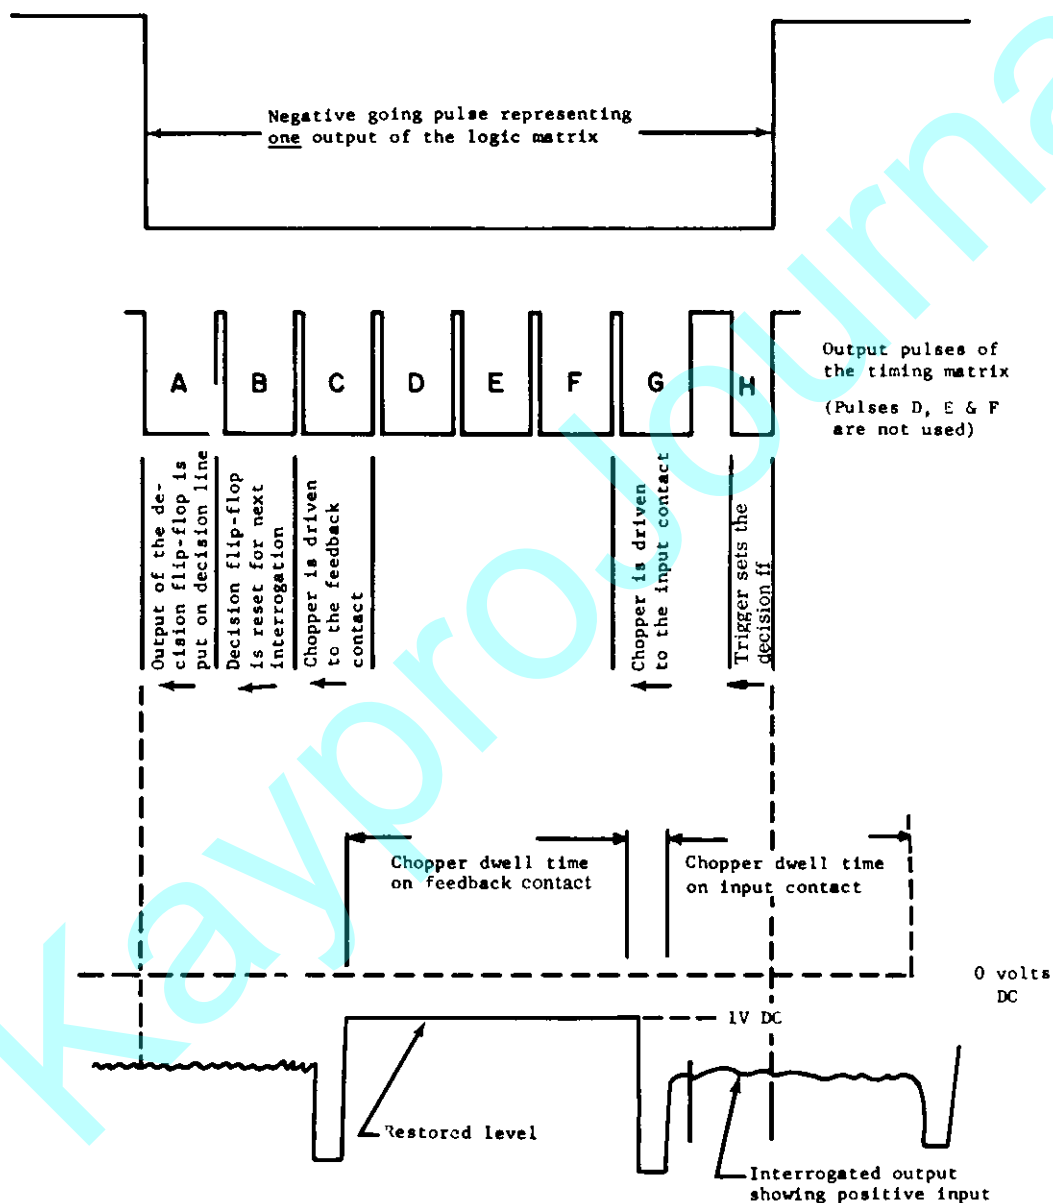 Negative going pulse representing
one output of the logic matrix
A B C D E F G H
Output pulses of
the timing matrix
(Pulses D, E & F
are not used)
Output of the de-
cision flip-flop is
put on decision line
Decision flip-flop
is reset for next
interrogation
Chopper is driven
to the feedback
contact
Chopper is driven
to the input contact
Trigger sets the
decision ff
Chopper dwell time
on feedback contact
Chopper dwell time
on input contact
0 volts
DC
1V DC
Restored level
Interrogated output
showing positive input
KayproJourna